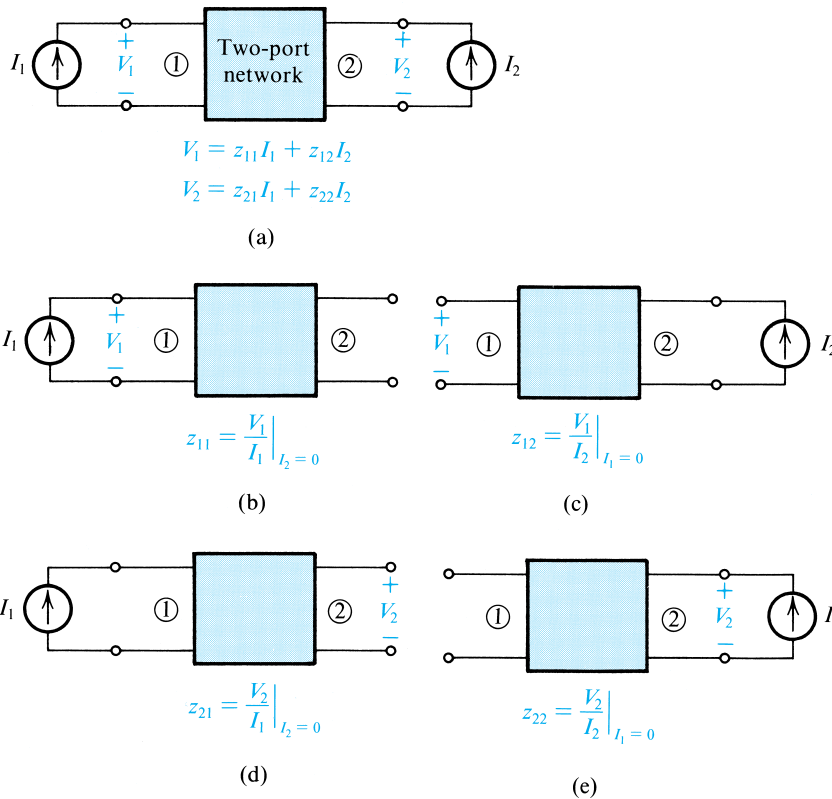 I₁ + V₁ − ① Two-port network ② + V₂ − I₂
V₁ = z₁₁I₁ + z₁₂I₂
V₂ = z₂₁I₁ + z₂₂I₂
(a)
I₁ + V₁ − ① ②
z₁₁ = V₁/I₁ |I₂ = 0
(b)
+ V₁ − ① ② I₂
z₁₂ = V₁/I₂ |I₁ = 0
(c)
I₁ ① ② + V₂ −
z₂₁ = V₂/I₁ |I₂ = 0
(d)
① ② + V₂ − I
z₂₂ = V₂/I₂ |I₁ = 0
(e)